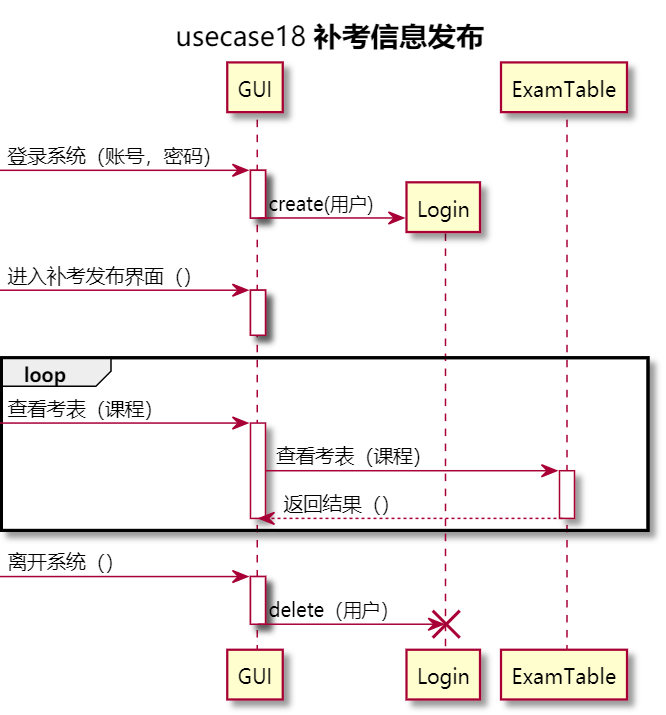 usecase18 补考信息发布
GUI
ExamTable
登录系统（账号，密码）
create(用户)
Login
进入补考发布界面（）
loop
查看考表（课程）
查看考表（课程）
返回结果（）
离开系统（）
delete（用户）
GUI
Login
ExamTable